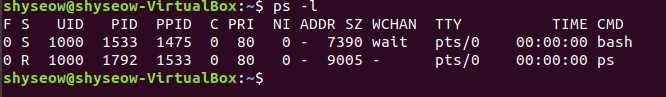 shyseow@shyseow-VirtualBox:~$ ps -l
F S   UID   PID  PPID  C PRI  NI ADDR SZ WCHAN  TTY          TIME CMD
0 S  1000  1533  1475  0  80   0 -  7390 wait   pts/0    00:00:00 bash
0 R  1000  1792  1533  0  80   0 -  9005 -      pts/0    00:00:00 ps
shyseow@shyseow-VirtualBox:~$